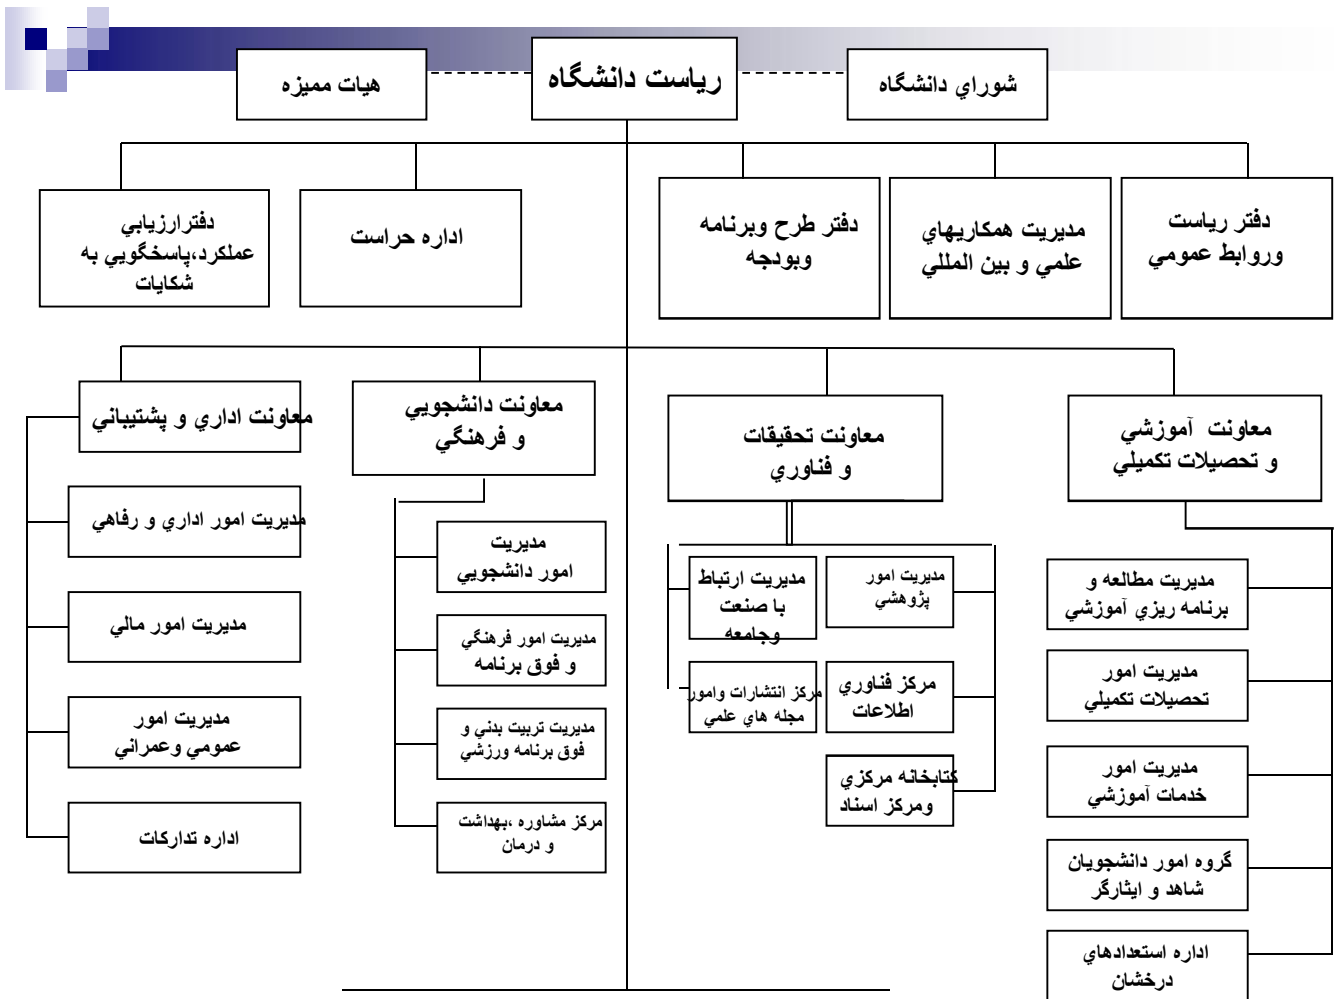 شوراي دانشگاه
رياست دانشگاه
هيات مميزه
دفتر رياست
وروابط عمومي
مديريت همكاريهاي
علمي و بين المللي
دفتر طرح وبرنامه
وبودجه
اداره حراست
دفترارزيابي
عملكرد،پاسخگويي به
شكايات
معاونت آموزشي
و تحصيلات تكميلي
معاونت تحقيقات
و فناوري
معاونت دانشجويي
و فرهنگي
معاونت اداري و پشتيباني
مديريت مطالعه و
برنامه ريزي آموزشي
مديريت امور
تحصيلات تكميلي
مديريت امور
خدمات آموزشي
گروه امور دانشجويان
شاهد و ايثارگر
اداره استعدادهاي
درخشان
مديريت امور
پژوهشي
مركز فناوري
اطلاعات
كتابخانه مركزي
ومركز اسناد
مديريت ارتباط
با صنعت
وجامعه
مركز انتشارات وامور
مجله هاي علمي
مديريت
امور دانشجويي
مديريت امور فرهنگي
و فوق برنامه
مديريت تربيت بدني و
فوق برنامه ورزشي
مركز مشاوره ،بهداشت
و درمان
مديريت امور اداري و رفاهي
مديريت امور مالي
مديريت امور
عمومي وعمراني
اداره تداركات